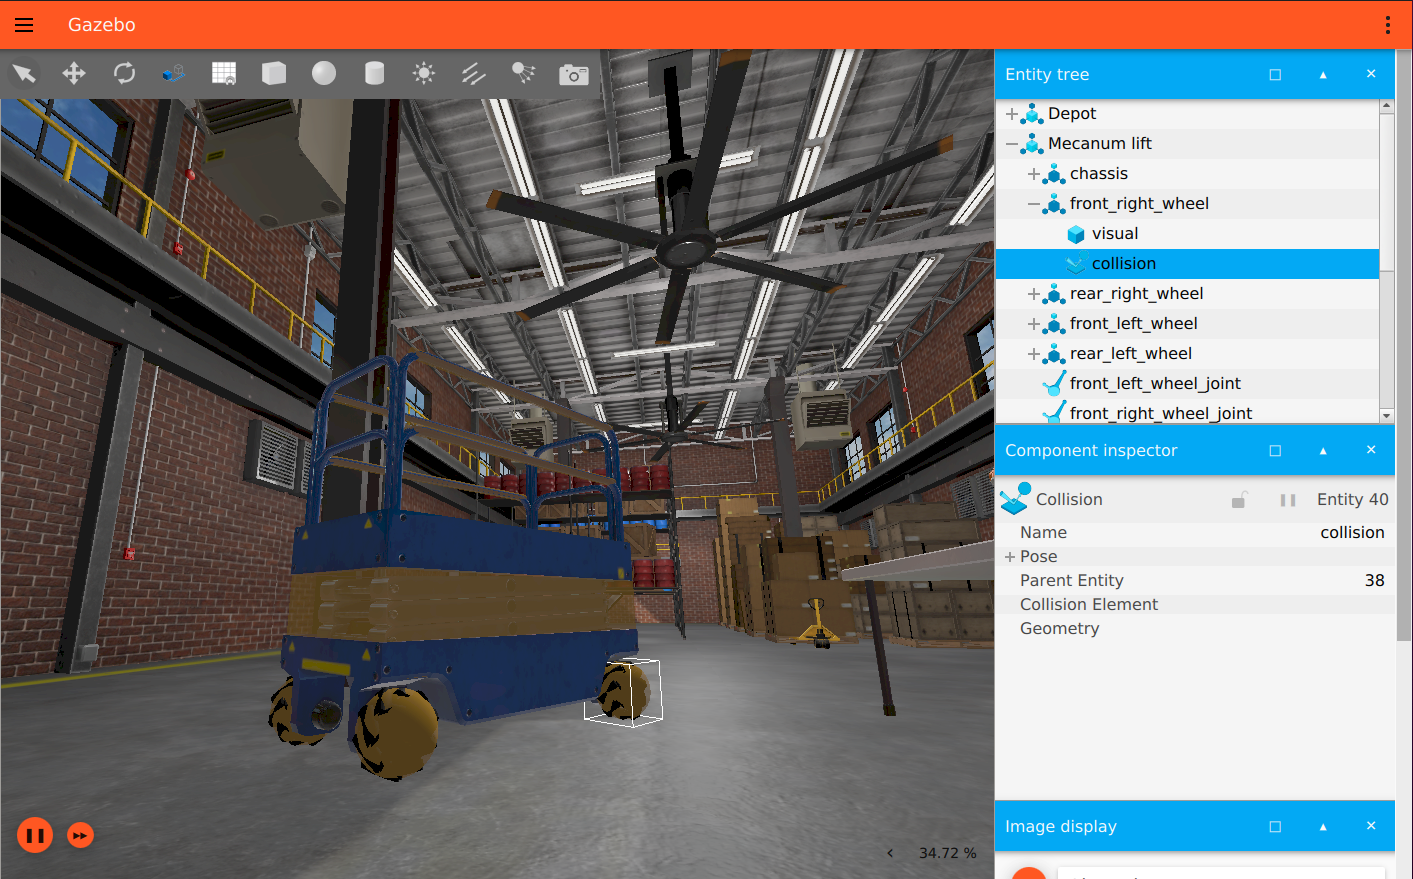 Gazebo
Entity tree
Depot
Mecanum lift
chassis
front_right_wheel
visual
collision
rear_right_wheel
front_left_wheel
rear_left_wheel
front_left_wheel_joint
front_right_wheel_joint
Component inspector
Collision
Entity 40
Name collision
Pose
Parent Entity 38
Collision Element
Geometry
Image display
34.72 %